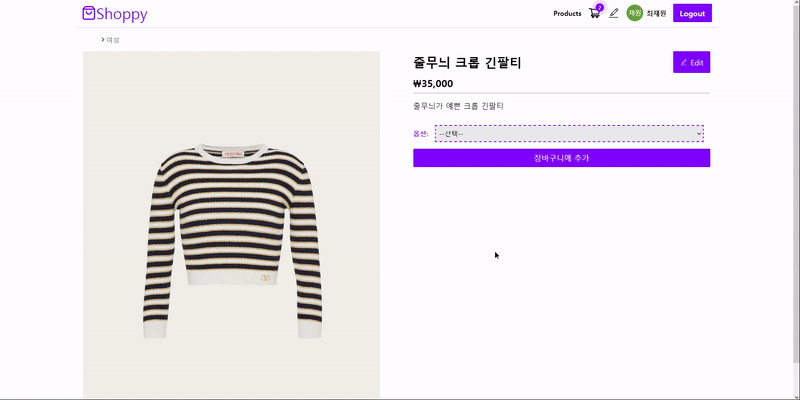 Shoppy
Products
2
재원
최재원
Logout
> 여성
줄무늬 크롭 긴팔티
Edit
₩35,000
줄무늬가 예쁜 크롭 긴팔티
옵션:
--선택--
장바구니에 추가